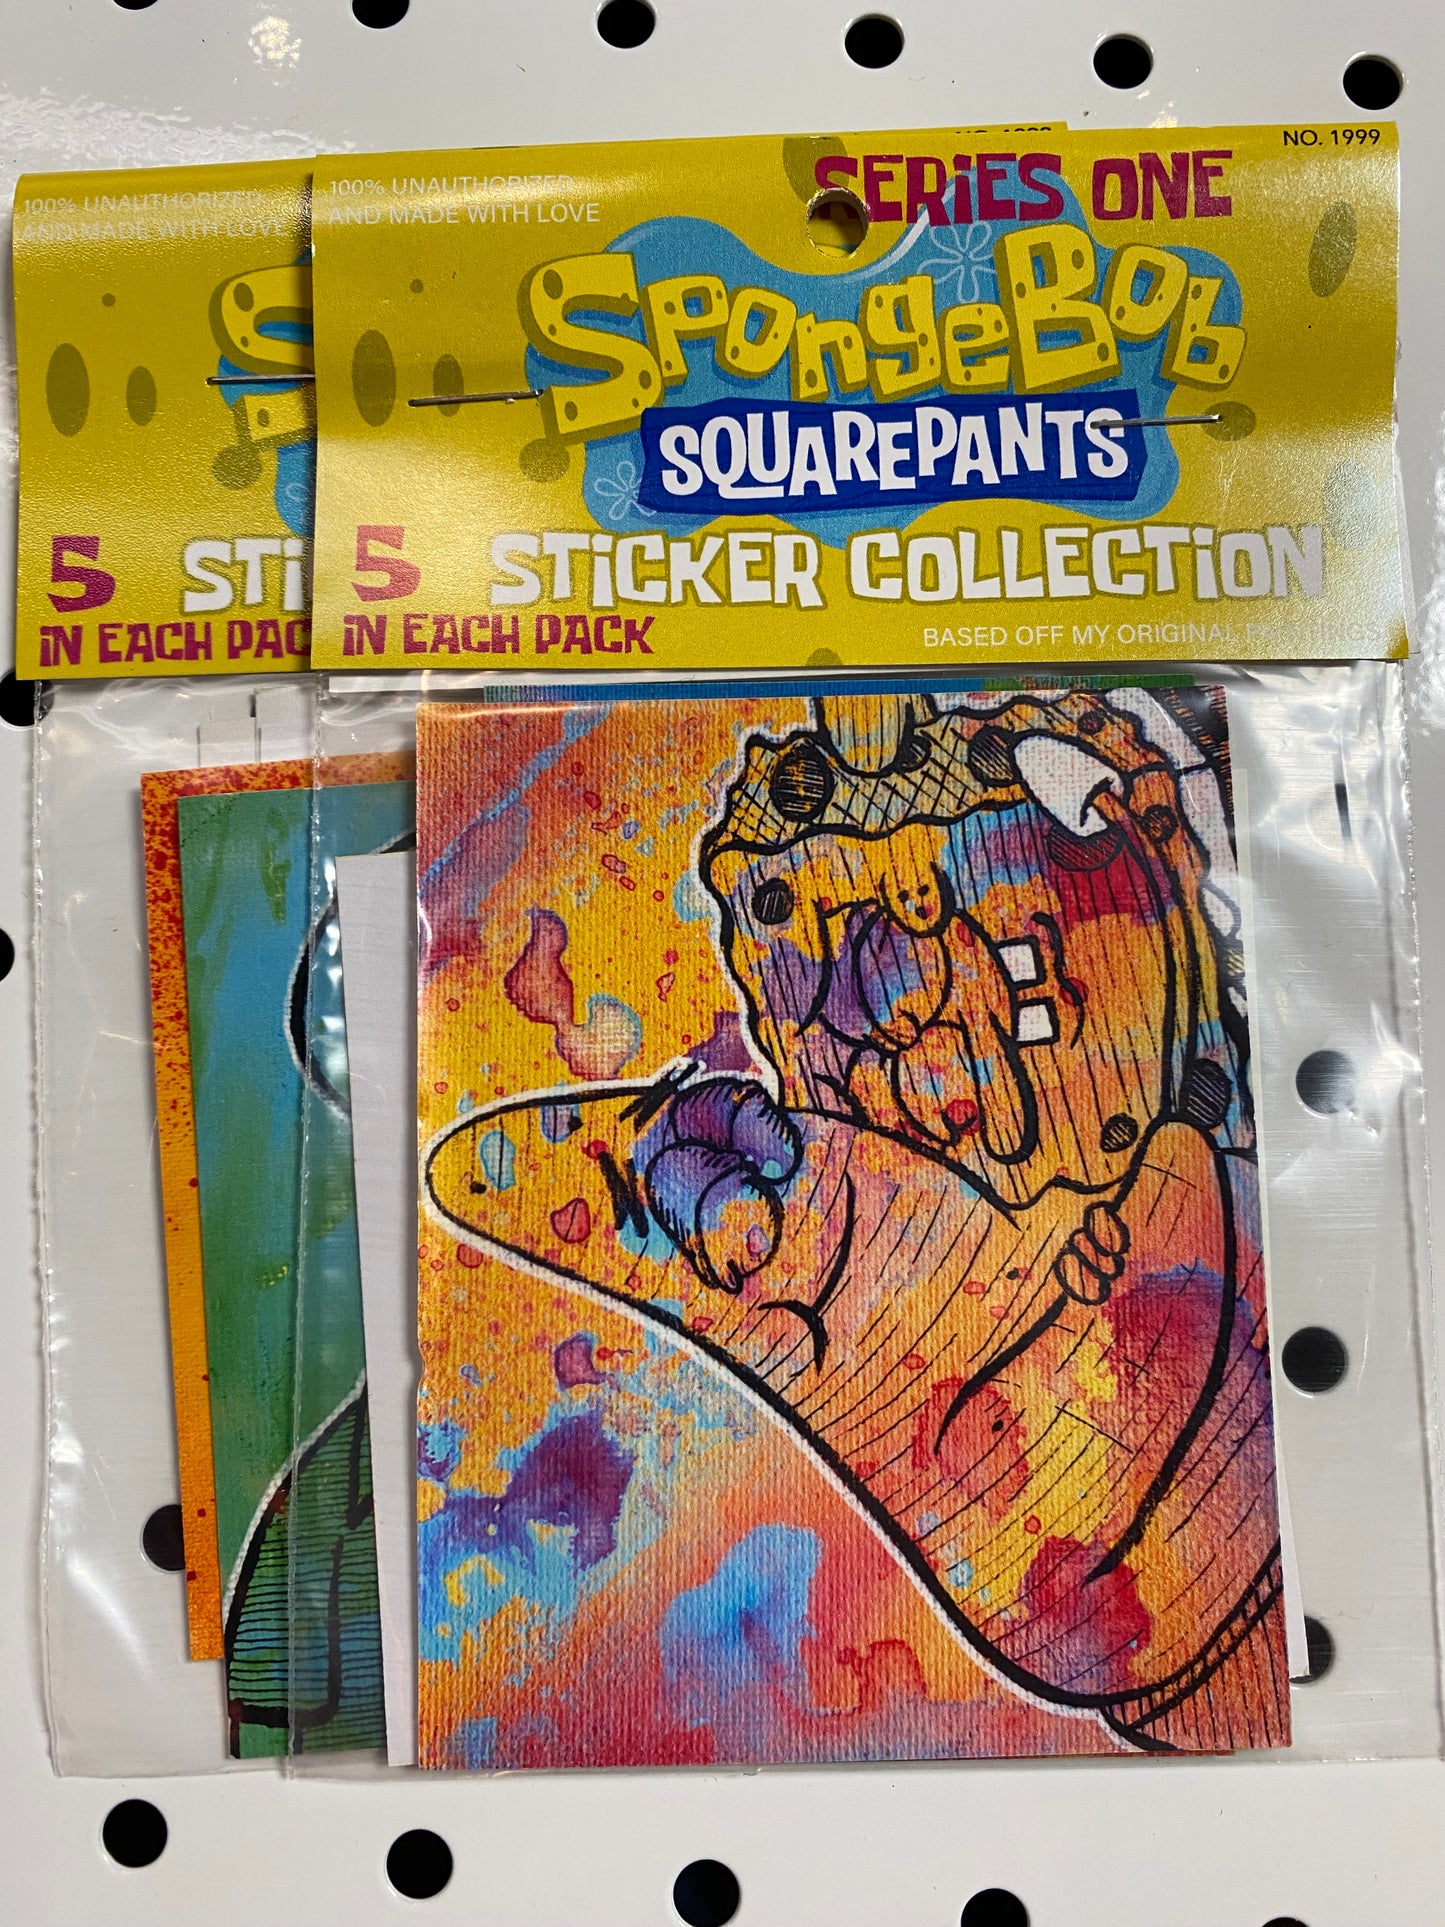 100% UNAUTHORIZED
AND MADE WITH LOVE
5
STI
IN EACH PAC
NO. 1999
100% UNAUTHORIZED
AND MADE WITH LOVE
SERIES ONE
SPONGEBOB
SQUAREPANTS
5
STICKER COLLECTION
IN EACH PACK
BASED OFF MY ORIGINAL